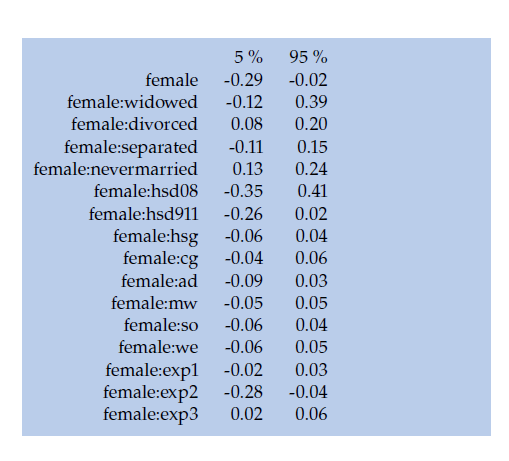 5 % 95 %
female -0.29 -0.02
female:widowed -0.12 0.39
female:divorced 0.08 0.20
female:separated -0.11 0.15
female:nevermarried 0.13 0.24
female:hsd08 -0.35 0.41
female:hsd911 -0.26 0.02
female:hsg -0.06 0.04
female:cg -0.04 0.06
female:ad -0.09 0.03
female:mw -0.05 0.05
female:so -0.06 0.04
female:we -0.06 0.05
female:exp1 -0.02 0.03
female:exp2 -0.28 -0.04
female:exp3 0.02 0.06